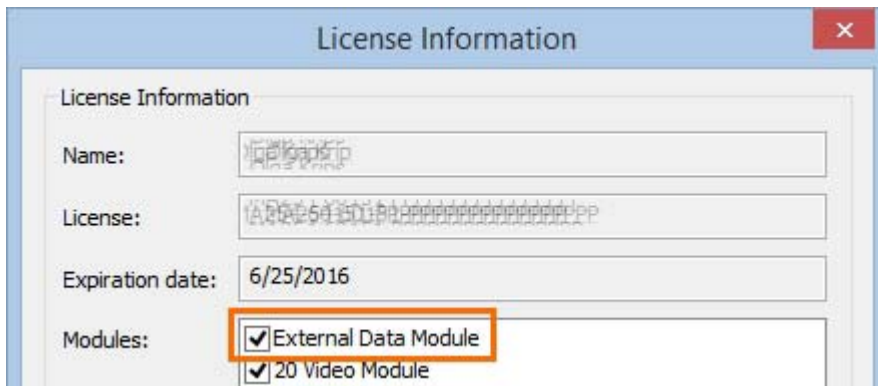 License Information
License Information
Name:
License:
Expiration date: 6/25/2016
Modules: External Data Module
20 Video Module